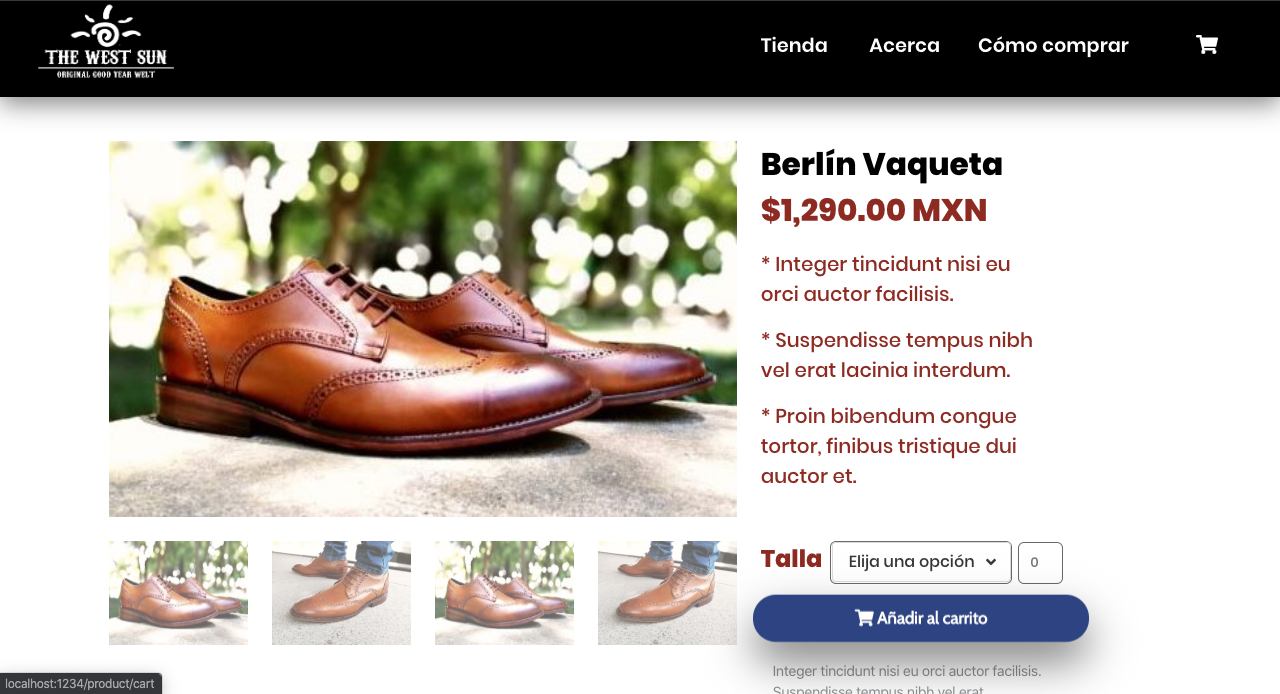 THE WEST SUN
ORIGINAL GOOD YEAR WELT
Tienda
Acerca
Cómo comprar
Berlín Vaqueta
$1,290.00 MXN
* Integer tincidunt nisi eu
orci auctor facilisis.
* Suspendisse tempus nibh
vel erat lacinia interdum.
* Proin bibendum congue
tortor, finibus tristique dui
auctor et.
Talla
Elija una opción
0
Añadir al carrito
Integer tincidunt nisi eu orci auctor facilisis.
Suspendisse tempus nibh vel erat
localhost:1234/product/cart